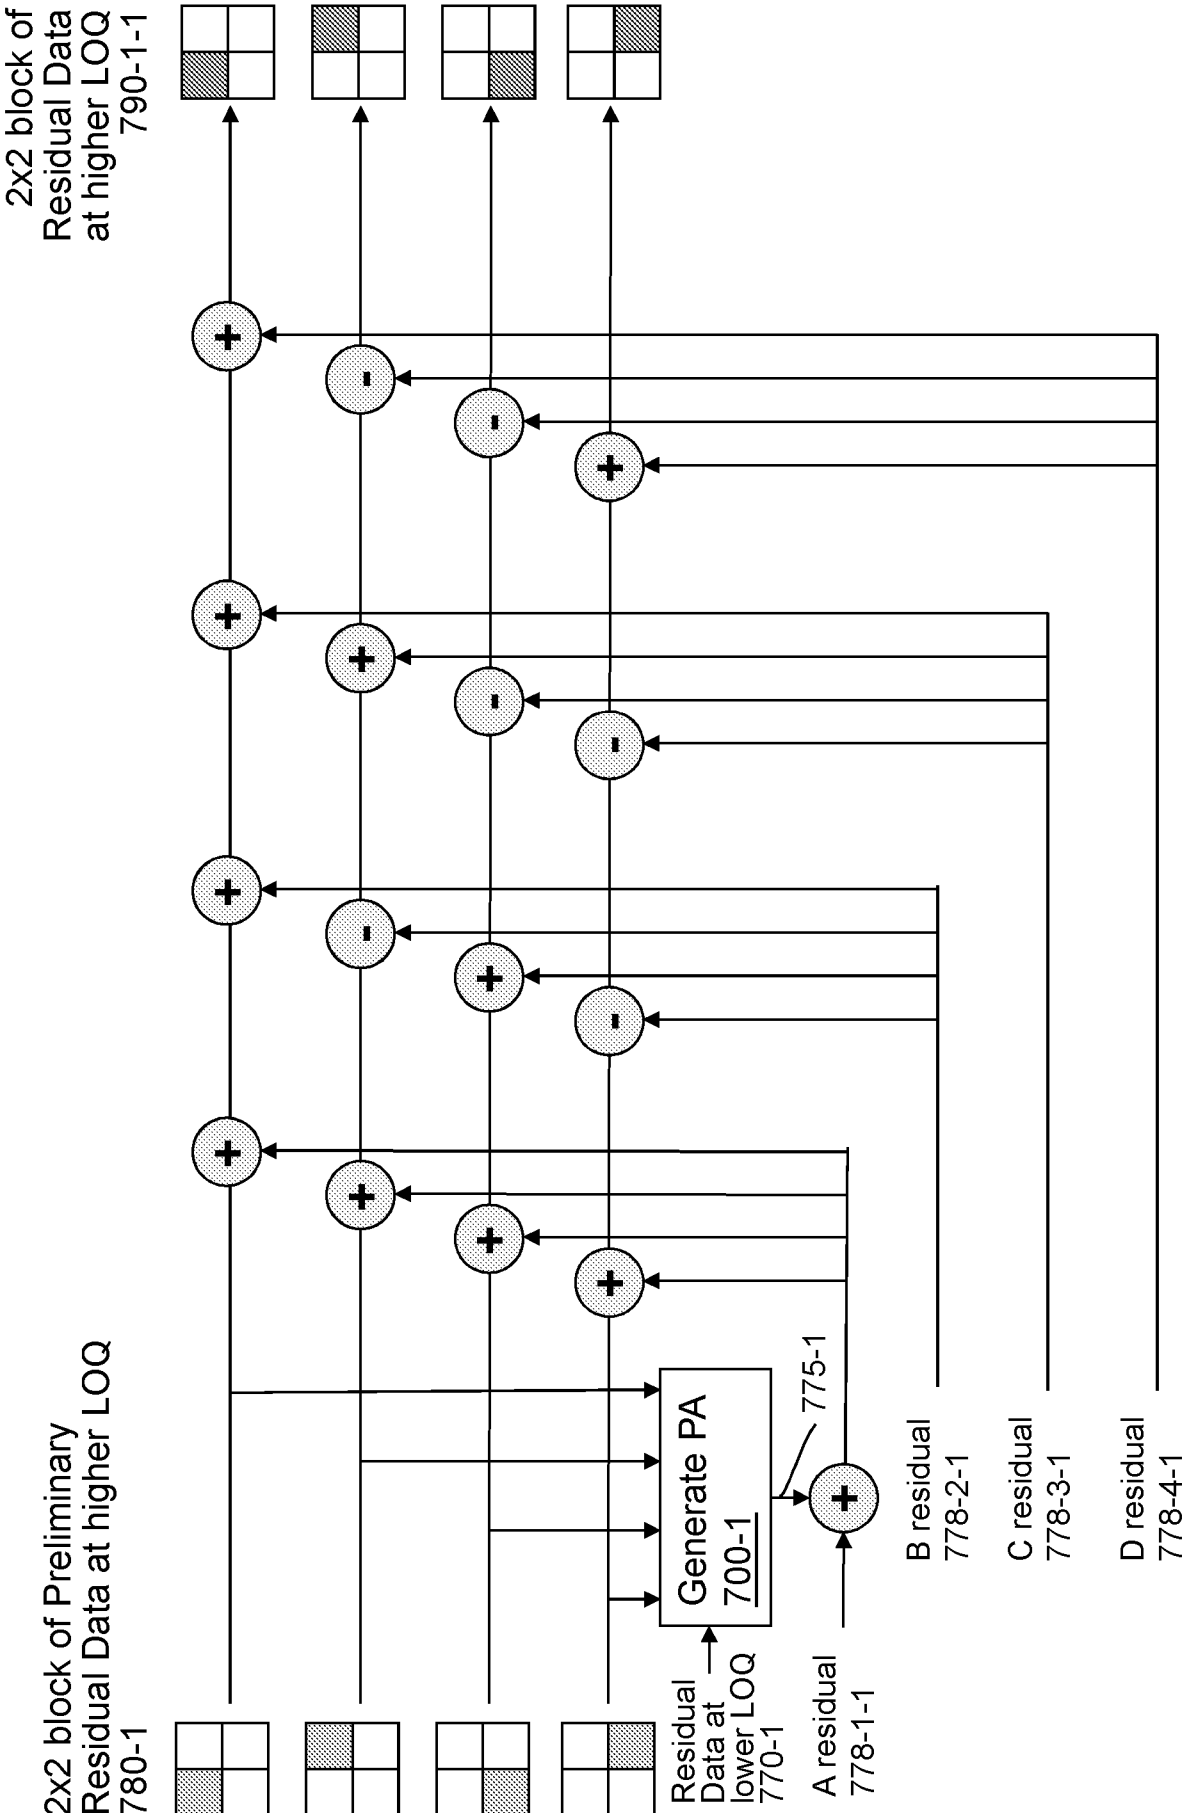 2x2 block of Preliminary
Residual Data at higher LOQ
780-1
2x2 block of
Residual Data
at higher LOQ
790-1-1
+
+
+
+
+
-
+
-
+
+
-
-
+
-
-
+
Generate PA
700-1
775-1
+
Residual
Data at
lower LOQ
770-1
A residual
778-1-1
B residual
778-2-1
C residual
778-3-1
D residual
778-4-1